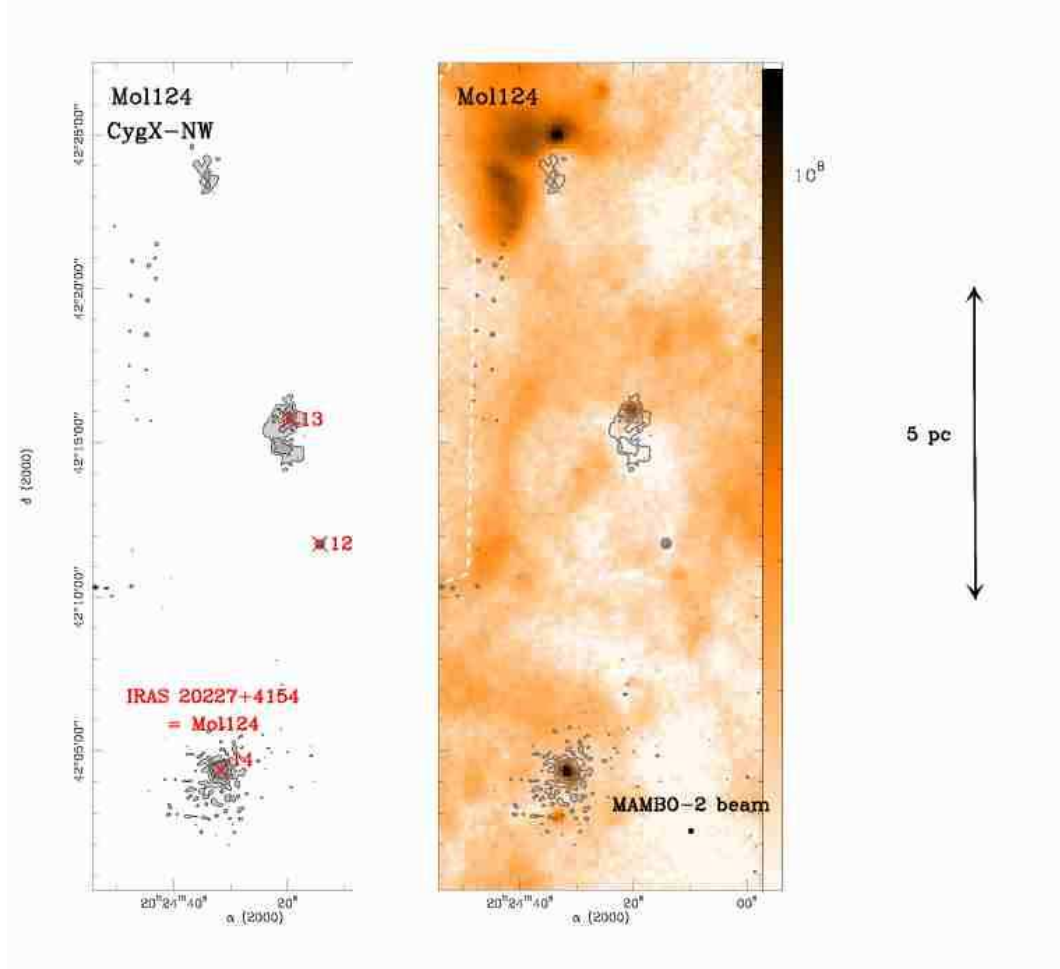 Mol124
CygX-NW
42°25'00"
42°20'00"
42°15'00"
42°10'00"
42°05'00"
δ (2000)
13
12
IRAS 20227+4154
= Mol124
14
20ʰ24ᵐ40ˢ
20ˢ
α (2000)
Mol124
MAMBO-2 beam
20ʰ24ᵐ40ˢ
20ˢ
00ˢ
α (2000)
10⁸
5 pc